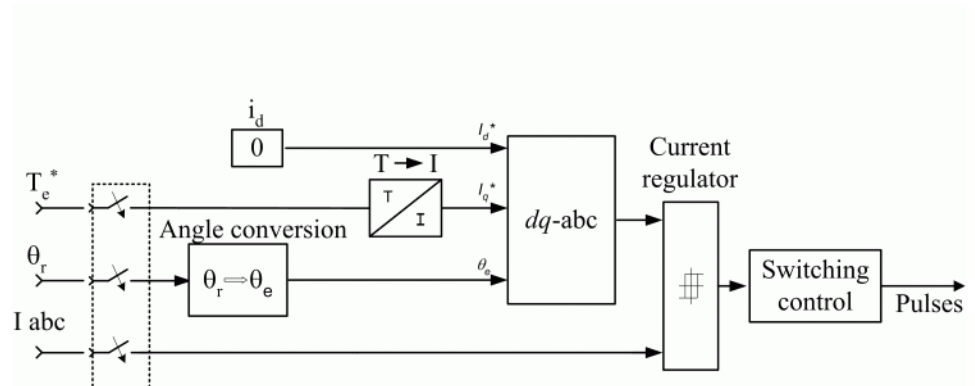 i_d
0
I_d*
T → I
T
I
I_q*
T_e*
Angle conversion
θ_r
θ_r ⇒ θ_e
θ_e
I abc
dq-abc
Current
regulator
Switching
control
Pulses